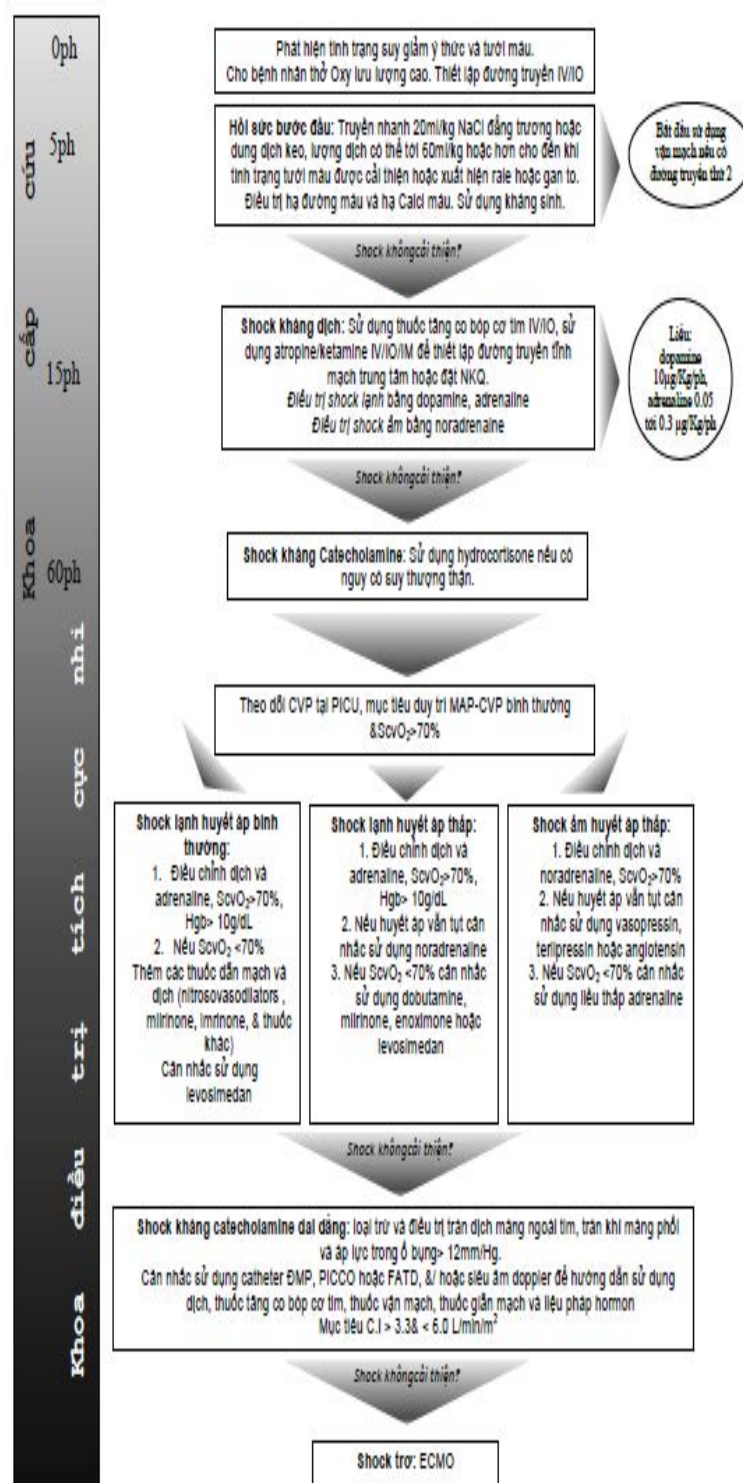 0ph
Phát hiện tình trạng suy giảm ý thức và tưới máu.
Cho bệnh nhân thở Oxy lưu lượng cao. Thiết lập đường truyền IV/IO
5ph
Hồi sức bước đầu: Truyền nhanh 20ml/kg NaCl đẳng trương hoặc
dung dịch keo, lượng dịch có thể tới 60ml/kg hoặc hơn cho đến khi
tình trạng tưới máu được cải thiện hoặc xuất hiện rale hoặc gan to.
Điều trị hạ đường máu và hạ Calci máu. Sử dụng kháng sinh.
Bắt đầu sử dụng
vận mạch nếu có
đường truyền thứ 2
Shock khôngcải thiện?
15ph
Shock kháng dịch: Sử dụng thuốc tăng co bóp cơ tim IV/IO, sử
dụng atropine/ketamine IV/IO/IM để thiết lập đường truyền tĩnh
mạch trung tâm hoặc đặt NKQ.
Điều trị shock lạnh bằng dopamine, adrenaline
Điều trị shock ấm bằng noradrenaine
Liều:
dopamine
10µg/Kg/ph,
adrenaline 0.05
tới 0.3 µg/Kg/ph
Shock khôngcải thiện?
60ph
Shock kháng Catecholamine: Sử dụng hydrocortisone nếu có
nguy cơ suy thượng thận.
Khoa cấp cứu
Theo dõi CVP tại PICU, mục tiêu duy trì MAP-CVP bình thường
&ScvO₂>70%
Shock lạnh huyết áp bình
thường:
1. Điều chỉnh dịch và
adrenaline, ScvO₂>70%,
Hgb> 10g/dL
2. Nếu ScvO₂ <70%
Thêm các thuốc dẫn mạch và
dịch (nitrosovasodilators ,
milrinone, imrinone, & thuốc
khác)
Cân nhắc sử dụng
levosimedan
Shock lạnh huyết áp thấp:
1. Điều chỉnh dịch và
adrenaline, ScvO₂>70%,
Hgb> 10g/dL
2. Nếu huyết áp vẫn tụt cân
nhắc sử dụng noradrenaline
3. Nếu ScvO₂ <70% cân nhắc
sử dụng dobutamine,
milrinone, enoximone hoặc
levosimedan
Shock ấm huyết áp thấp:
1. Điều chỉnh dịch và
noradrenaline, ScvO₂>70%
2. Nếu huyết áp vẫn tụt cân
nhắc sử dụng vasopressin,
terlipressin hoặc angiotensin
3. Nếu ScvO₂ <70% cân nhắc
sử dụng liều thấp adrenaline
Shock khôngcải thiện?
Shock kháng catecholamine dai dẳng: loại trừ và điều trị tràn dịch màng ngoài tim, tràn khí màng phổi
và áp lực trong ổ bụng> 12mm/Hg.
Cân nhắc sử dụng catheter ĐMP, PICCO hoặc FATD, &/ hoặc siêu âm doppler để hướng dẫn sử dụng
dịch, thuốc tăng co bóp cơ tim, thuốc vận mạch, thuốc giãn mạch và liệu pháp hormon
Mục tiêu C.I > 3.3& < 6.0 L/min/m²
Shock khôngcải thiện?
Shock trơ: ECMO
Khoa điều trị tích cực nhi